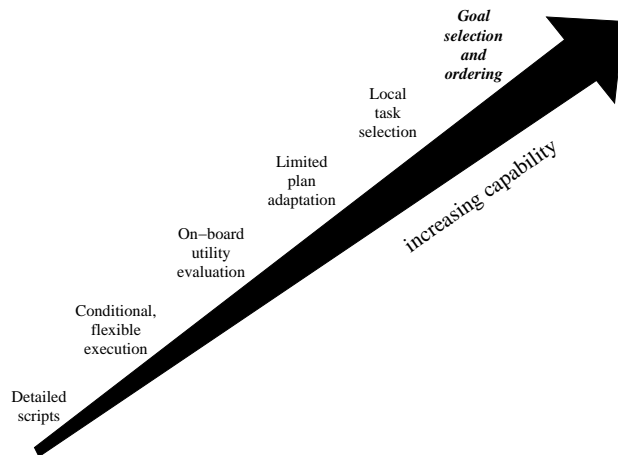 Goal
selection
and
ordering
Local
task
selection
Limited
plan
adaptation
On−board
utility
evaluation
Conditional,
flexible
execution
Detailed
scripts
increasing capability